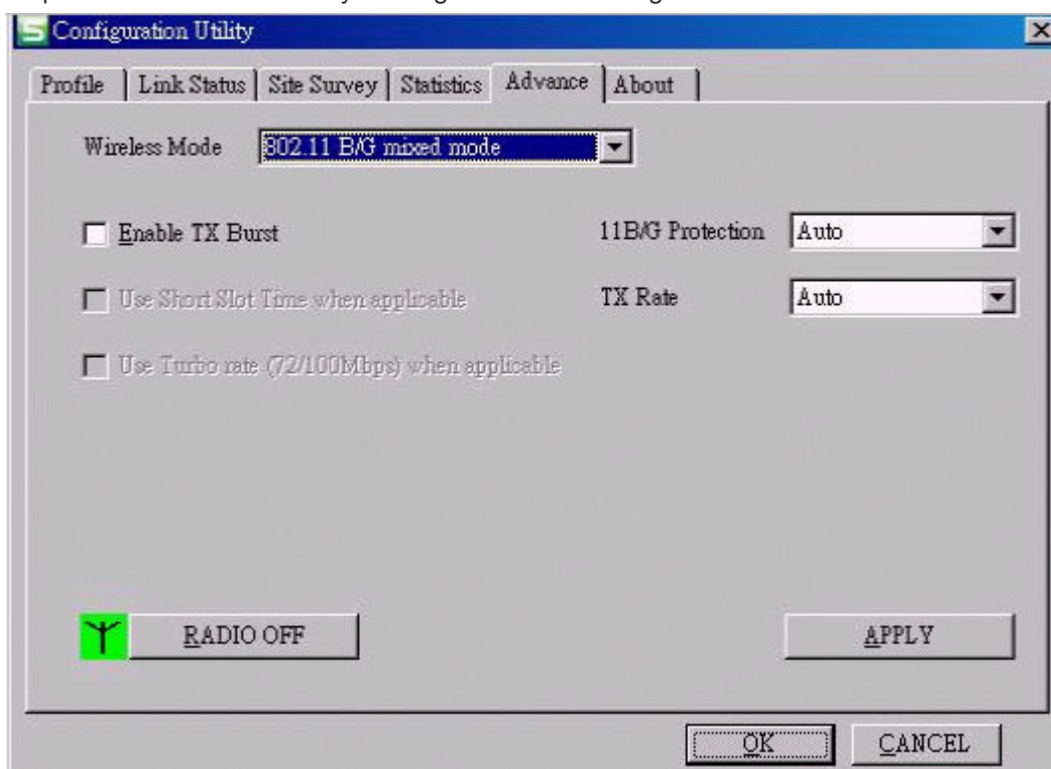 Configuration Utility
Profile Link Status Site Survey Statistics Advance About
Wireless Mode 802.11 B/G mixed mode
Enable TX Burst 11B/G Protection Auto
Use Short Slot Time when applicable TX Rate Auto
Use Turbo rate (72/100Mbps) when applicable
RADIO OFF APPLY
OK CANCEL